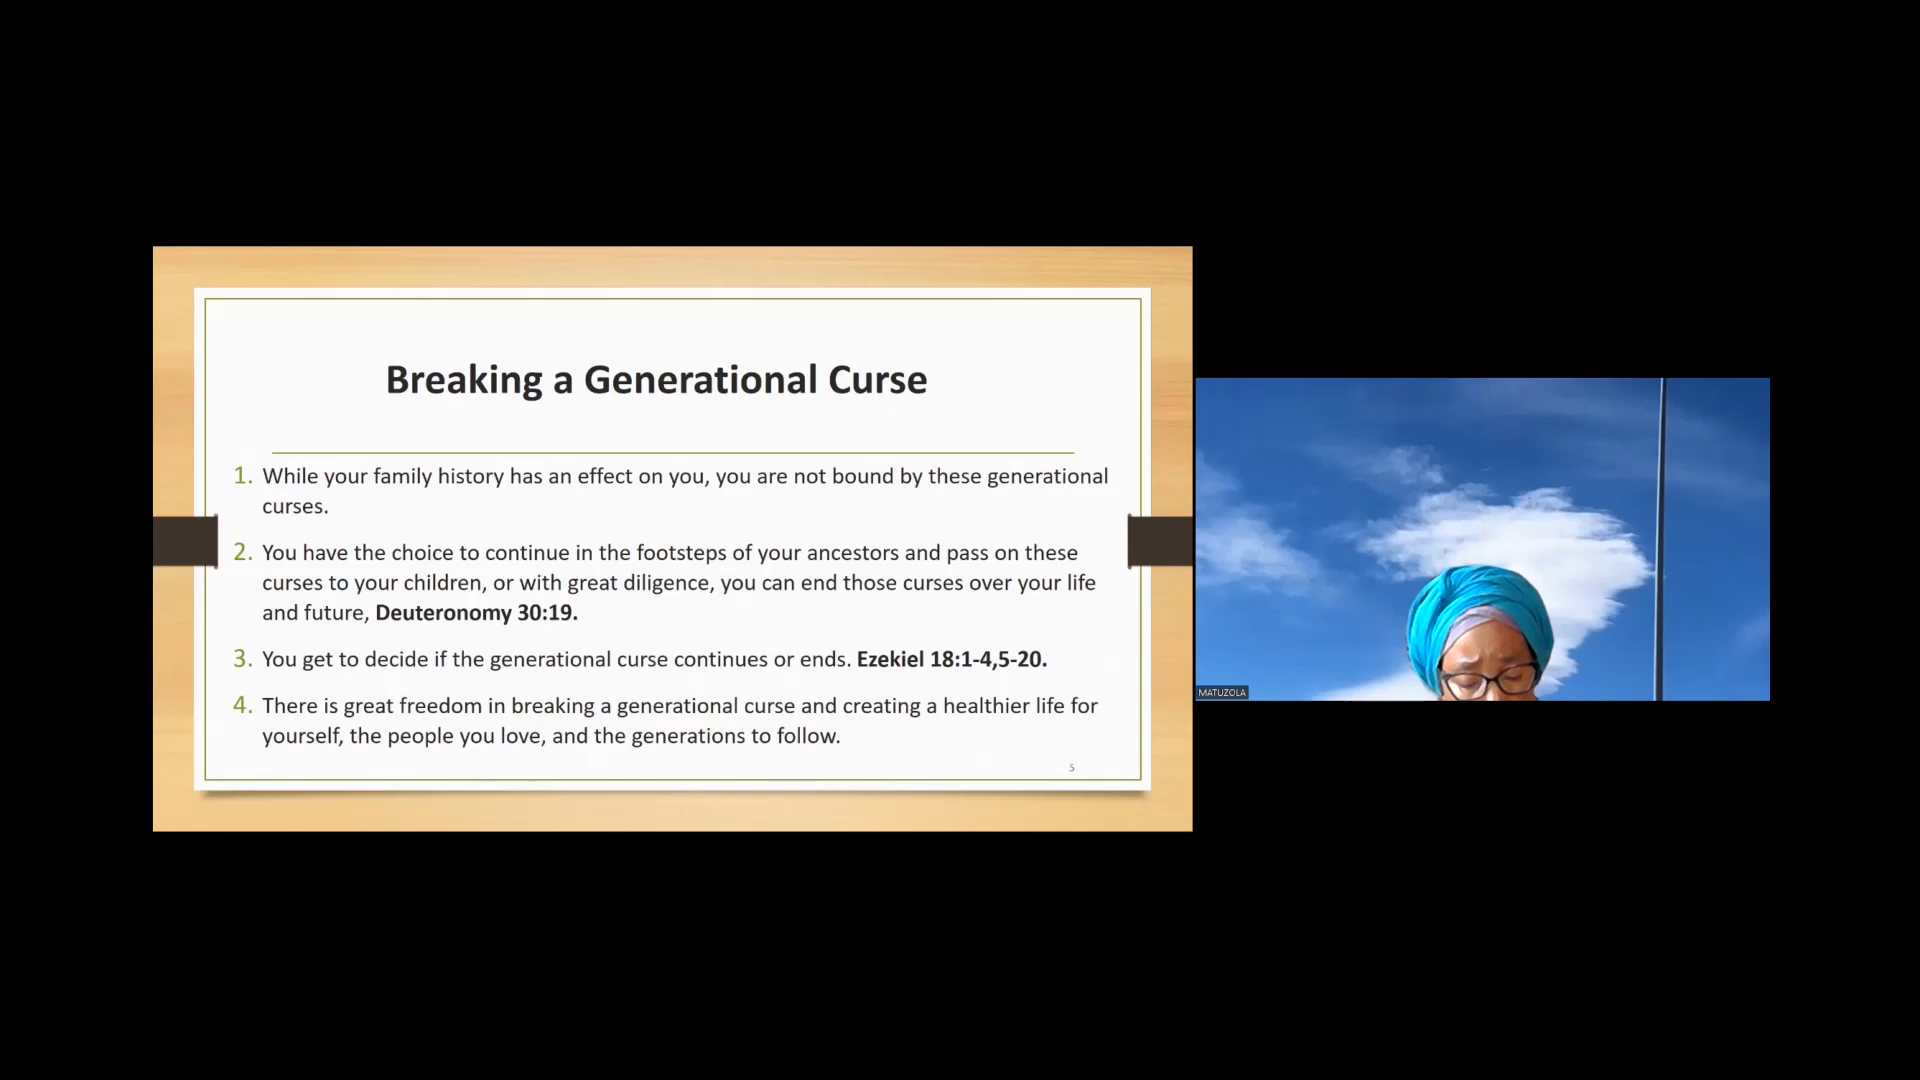 Breaking a Generational Curse
1. While your family history has an effect on you, you are not bound by these generational
curses.
2. You have the choice to continue in the footsteps of your ancestors and pass on these
curses to your children, or with great diligence, you can end those curses over your life
and future, Deuteronomy 30:19.
3. You get to decide if the generational curse continues or ends. Ezekiel 18:1-4,5-20.
4. There is great freedom in breaking a generational curse and creating a healthier life for
yourself, the people you love, and the generations to follow.
5
MATUZOLA